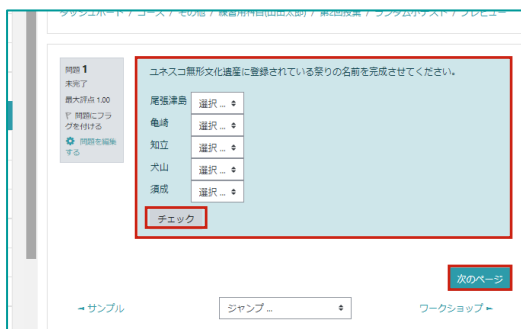 ダッシュボード / コース / その他 / 練習用科目(山田太郎) / 第2回授業 / ランダム小テスト / プレビュー
問題 1
未完了
最大評点 1.00
問題にフラ
グを付ける
問題を編集
する
ユネスコ無形文化遺産に登録されている祭りの名前を完成させてください。
尾張津島 選択 ...
亀崎 選択 ...
知立 選択 ...
犬山 選択 ...
須成 選択 ...
チェック
次のページ
サンプル
ジャンプ ...
ワークショップ